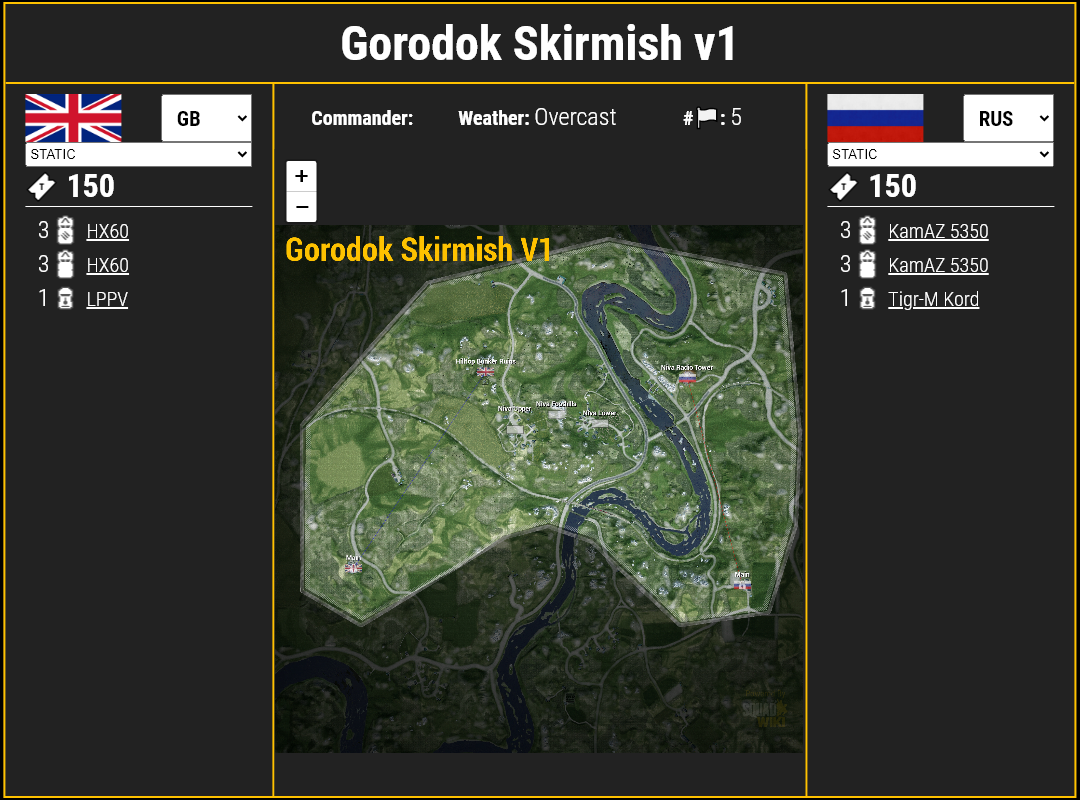 Gorodok Skirmish v1
GB
STATIC
150
3 HX60
3 HX60
1 LPPV
Commander:
Weather: Overcast
# : 5
+
−
Gorodok Skirmish V1
Hilltop Bunker Ruins
Niva Radio Tower
Niva Upper
Niva Foothills
Niva Lower
Main
Main
SQUAD
WIKI
RUS
STATIC
150
3 KamAZ 5350
3 KamAZ 5350
1 Tigr-M Kord